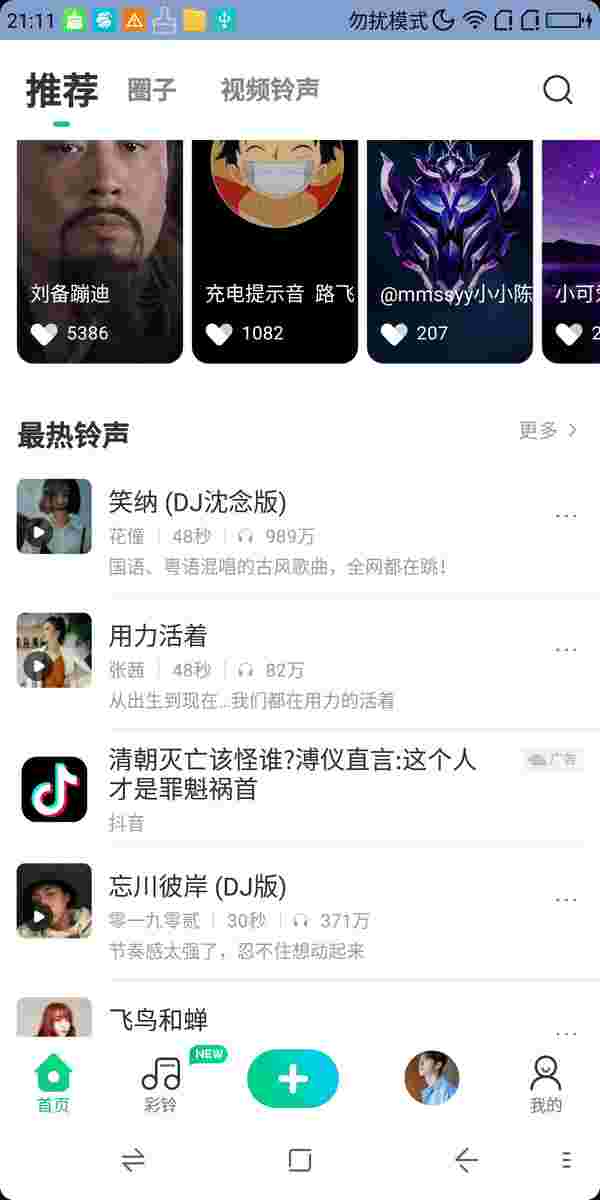 21:11 勿扰模式
推荐 圈子 视频铃声
刘备蹦迪
5386
充电提示音 路飞
1082
@mmssyy小小陈
207
小可
2
最热铃声 更多
笑纳 (DJ沈念版)
花僮 48秒 989万
国语、粤语混唱的古风歌曲，全网都在跳！
用力活着
张茜 48秒 82万
从出生到现在...我们都在用力的活着
清朝灭亡该怪谁?溥仪直言:这个人
才是罪魁祸首
广告
抖音
忘川彼岸 (DJ版)
零一九零贰 30秒 371万
节奏感太强了，忍不住想动起来
飞鸟和蝉
NEW
首页 彩铃 我的